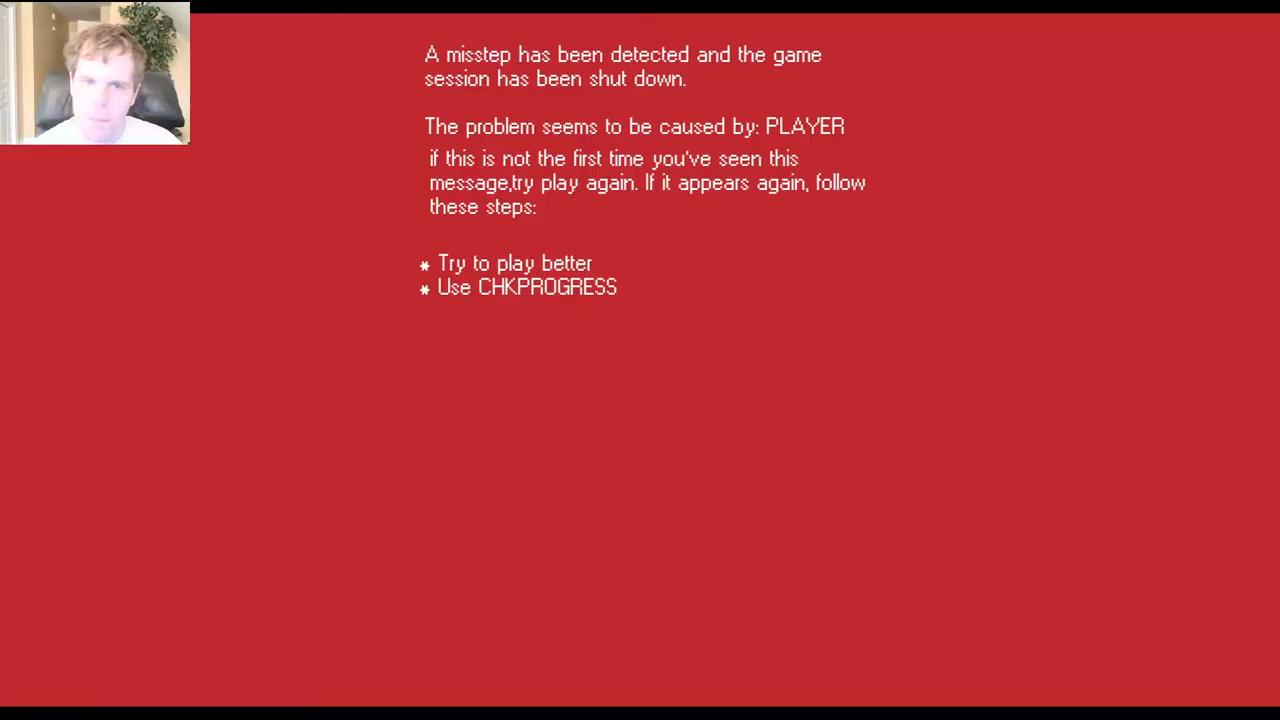 A misstep has been detected and the game
session has been shut down.
The problem seems to be caused by: PLAYER
if this is not the first time you've seen this
message,try play again. If it appears again, follow
these steps:
* Try to play better
* Use CHKPROGRESS